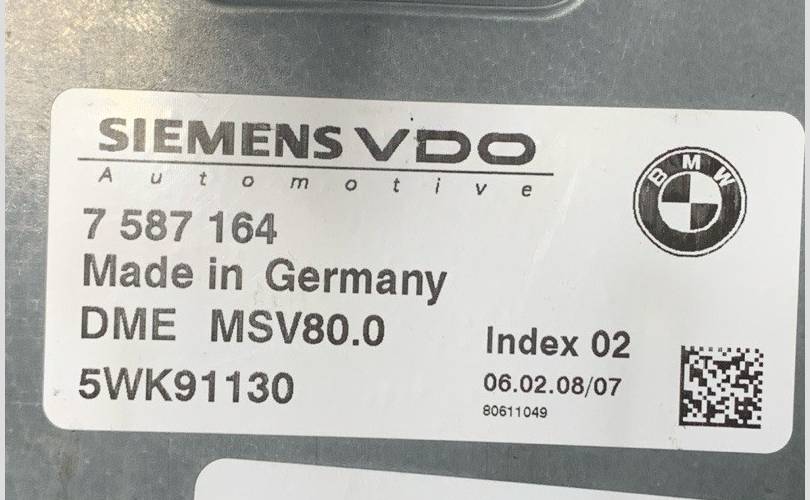 SIEMENS VDO
Automotive
BMW
7 587 164
Made in Germany
DME MSV80.0
5WK91130
Index 02
06.02.08/07
80611049